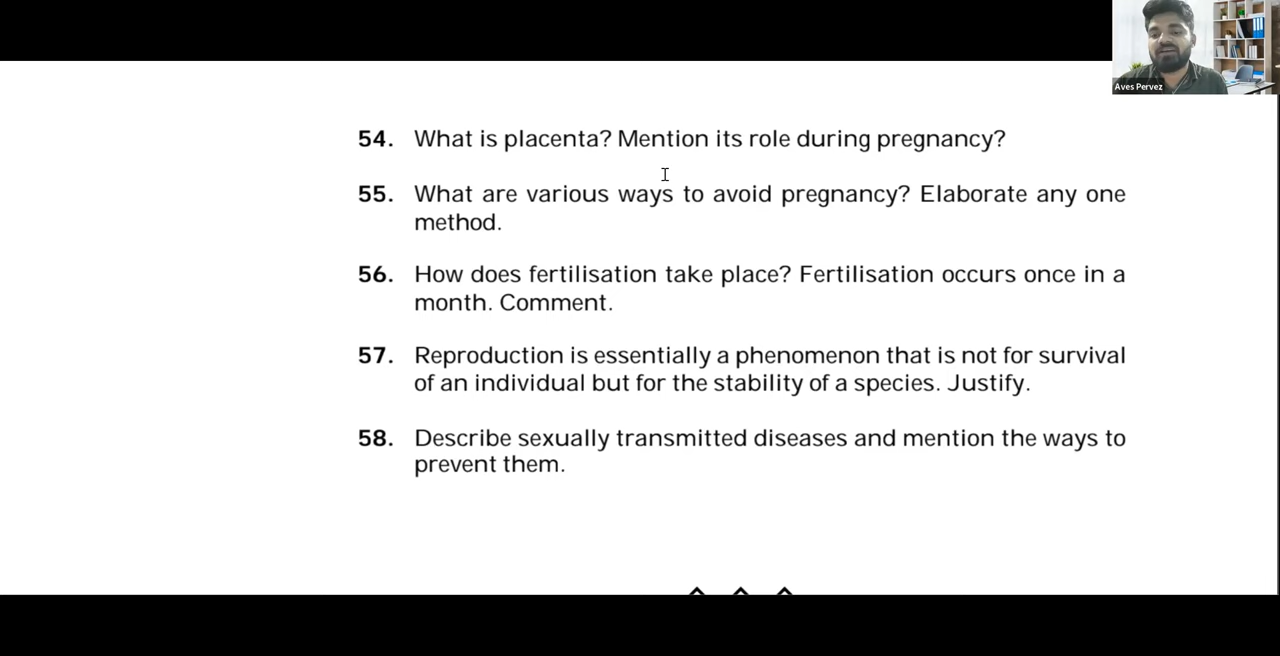 Aves Pervez
54. What is placenta? Mention its role during pregnancy?
55. What are various ways to avoid pregnancy? Elaborate any one
method.
56. How does fertilisation take place? Fertilisation occurs once in a
month. Comment.
57. Reproduction is essentially a phenomenon that is not for survival
of an individual but for the stability of a species. Justify.
58. Describe sexually transmitted diseases and mention the ways to
prevent them.